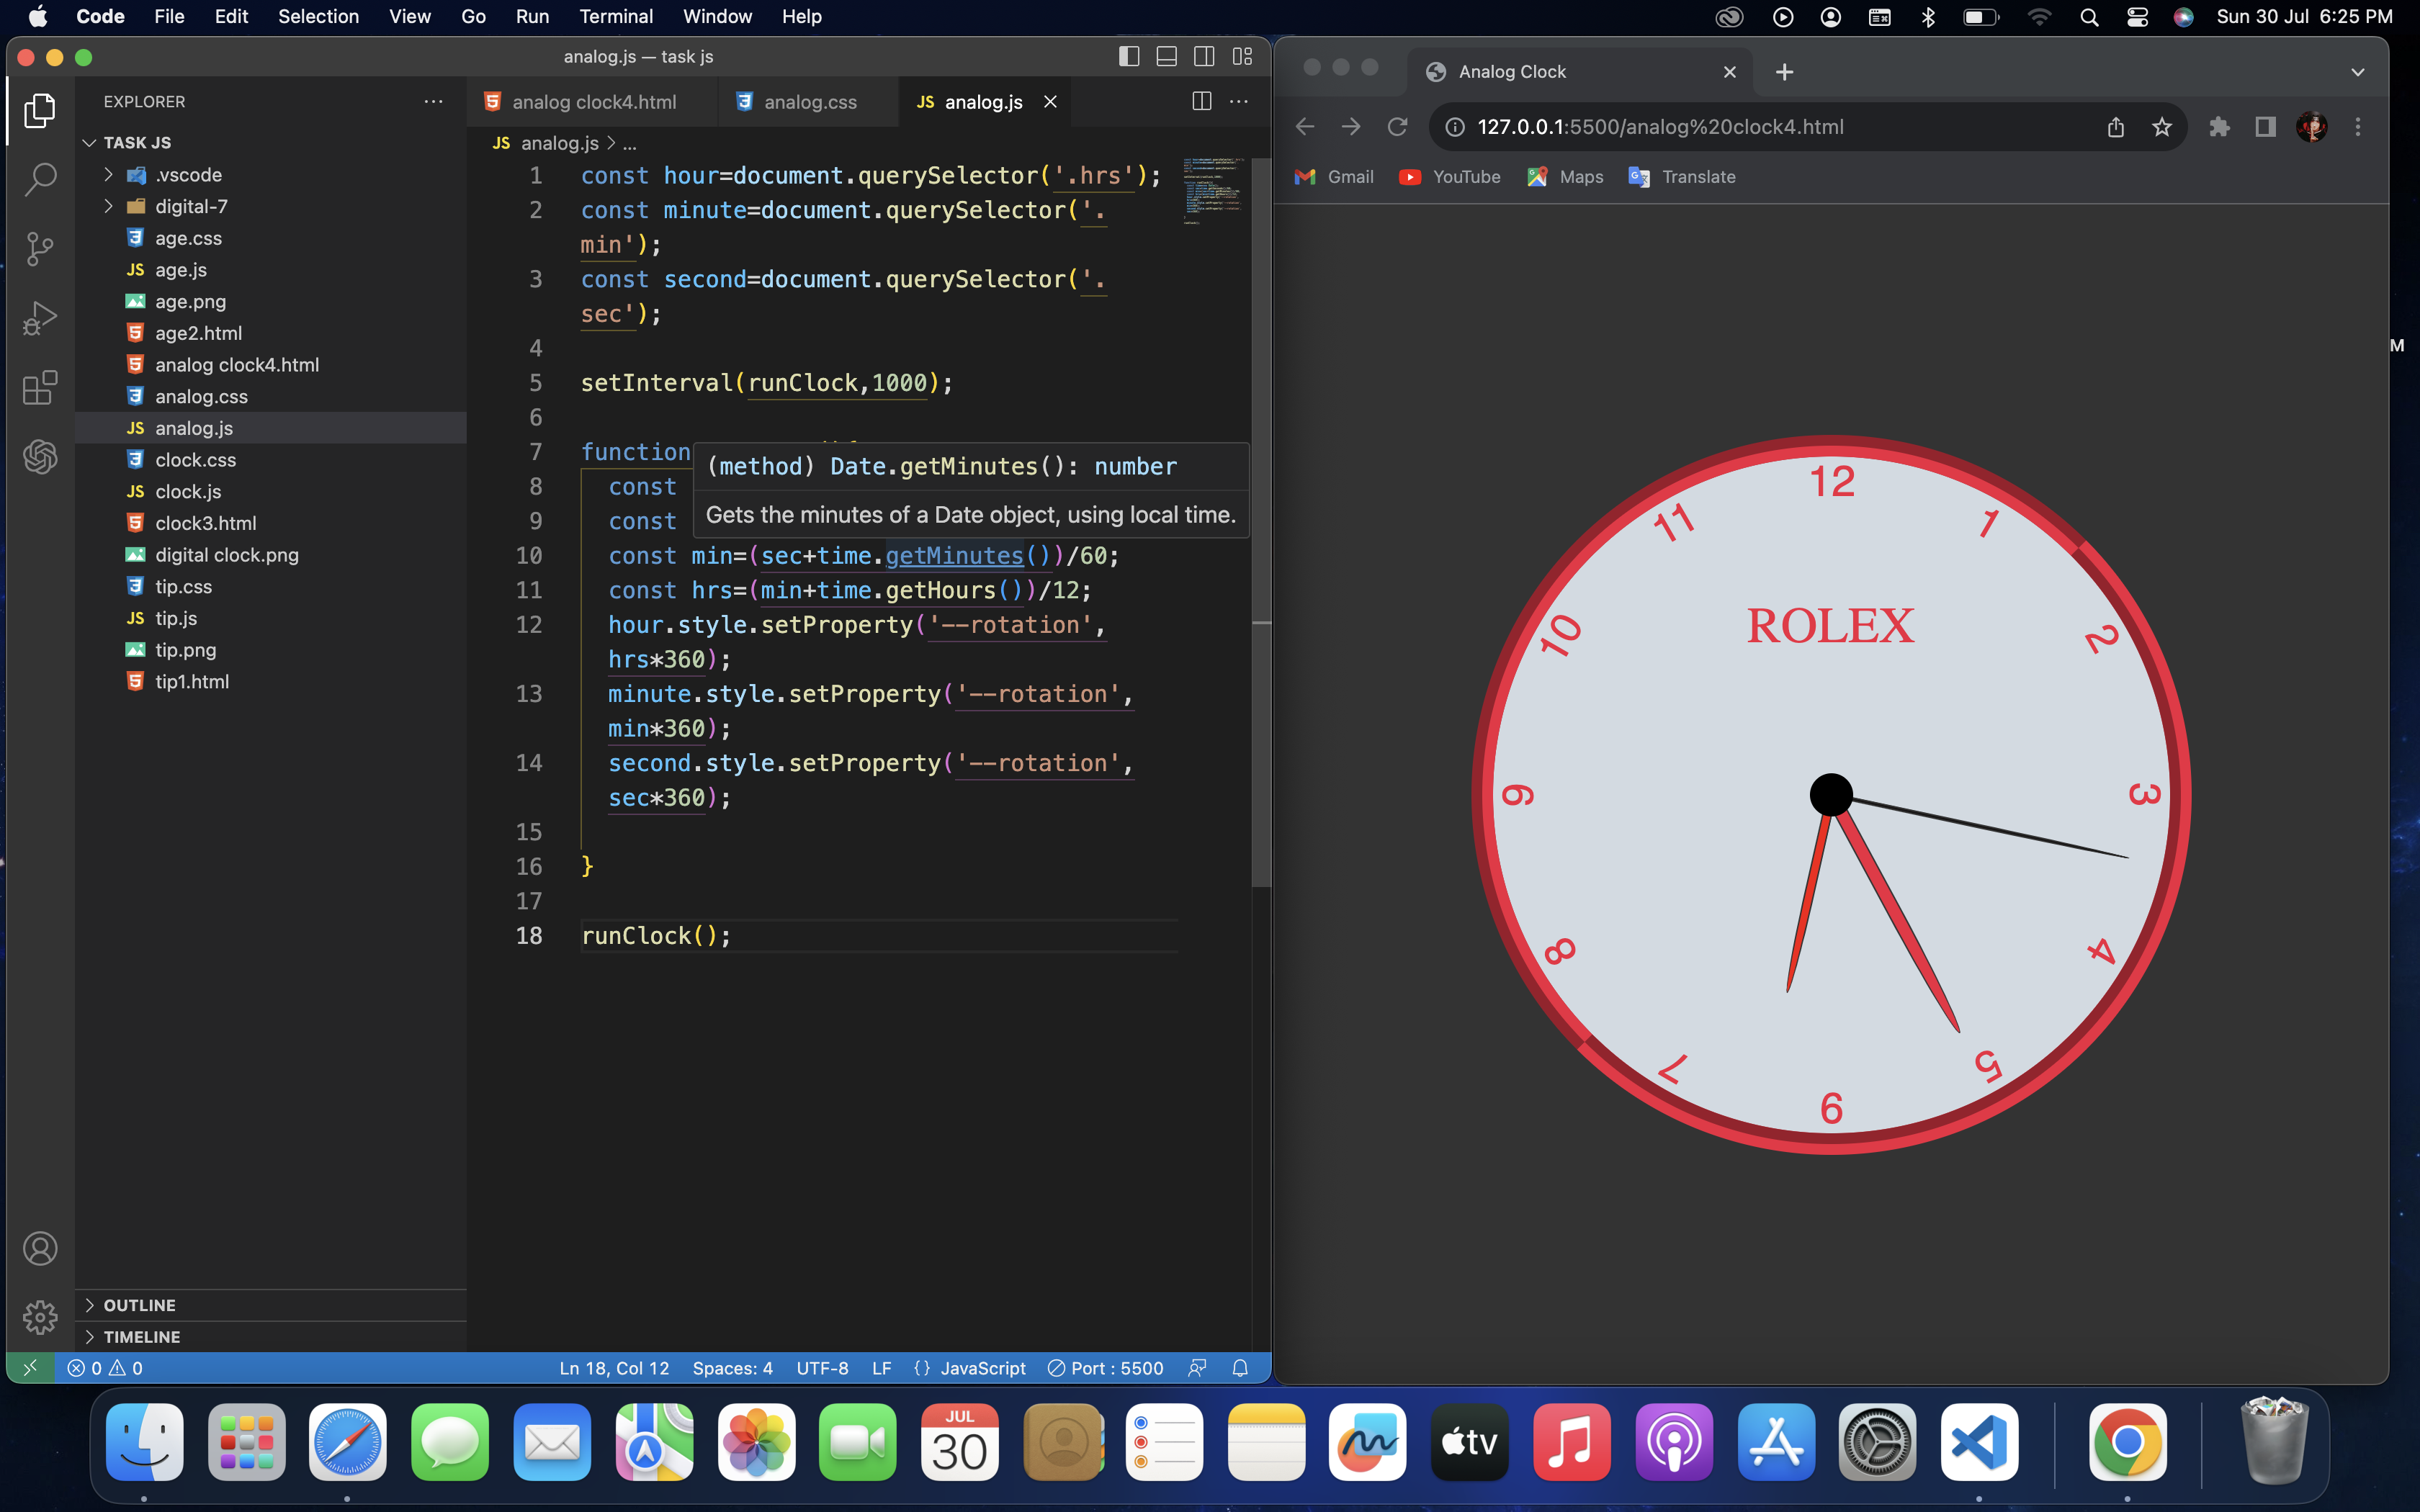 Code File Edit Selection View Go Run Terminal Window Help
Sun 30 Jul 6:25 PM
analog.js — task js
EXPLORER
TASK JS
.vscode
digital-7
age.css
age.js
age.png
age2.html
analog clock4.html
analog.css
analog.js
clock.css
clock.js
clock3.html
digital clock.png
tip.css
tip.js
tip.png
tip1.html
OUTLINE
TIMELINE
analog clock4.html analog.css JS analog.js
JS analog.js > ...
1 const hour=document.querySelector('.hrs');
2 const minute=document.querySelector('.
min');
3 const second=document.querySelector('.
sec');
4
5 setInterval(runClock,1000);
6
7 function
(method) Date.getMinutes(): number
Gets the minutes of a Date object, using local time.
8 const
9 const
10 const min=(sec+time.getMinutes())/60;
11 const hrs=(min+time.getHours())/12;
12 hour.style.setProperty('--rotation',
hrs*360);
13 minute.style.setProperty('--rotation',
min*360);
14 second.style.setProperty('--rotation',
sec*360);
15
16 }
17
18 runClock();
0 0 Ln 18, Col 12 Spaces: 4 UTF-8 LF {} JavaScript Port : 5500
Analog Clock
127.0.0.1:5500/analog%20clock4.html
Gmail YouTube Maps Translate
M
12
1
2
3
4
5
6
7
8
9
10
11
ROLEX
JUL
30
tv